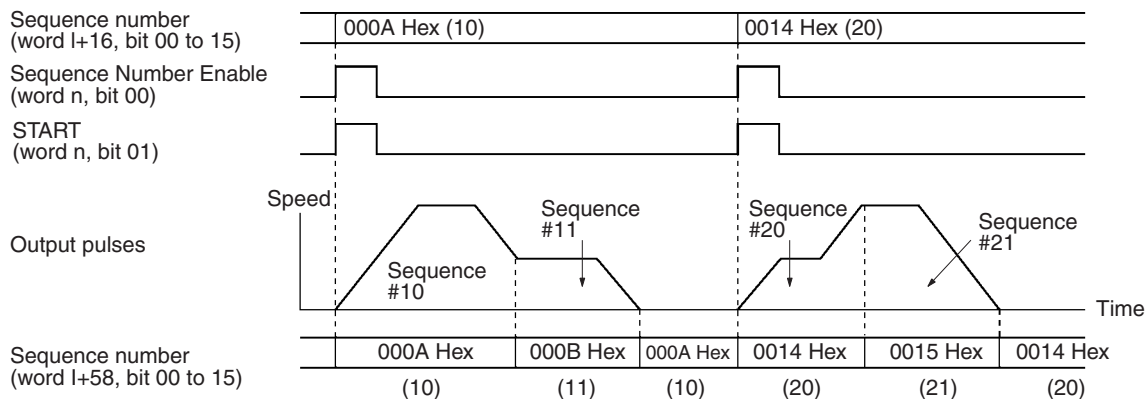 Sequence number
(word I+16, bit 00 to 15)
000A Hex (10)
0014 Hex (20)
Sequence Number Enable
(word n, bit 00)
START
(word n, bit 01)
Speed
Output pulses
Sequence
#10
Sequence
#11
Sequence
#20
Sequence
#21
Time
Sequence number
(word I+58, bit 00 to 15)
000A Hex
000B Hex
000A Hex
0014 Hex
0015 Hex
0014 Hex
(10)
(11)
(10)
(20)
(21)
(20)